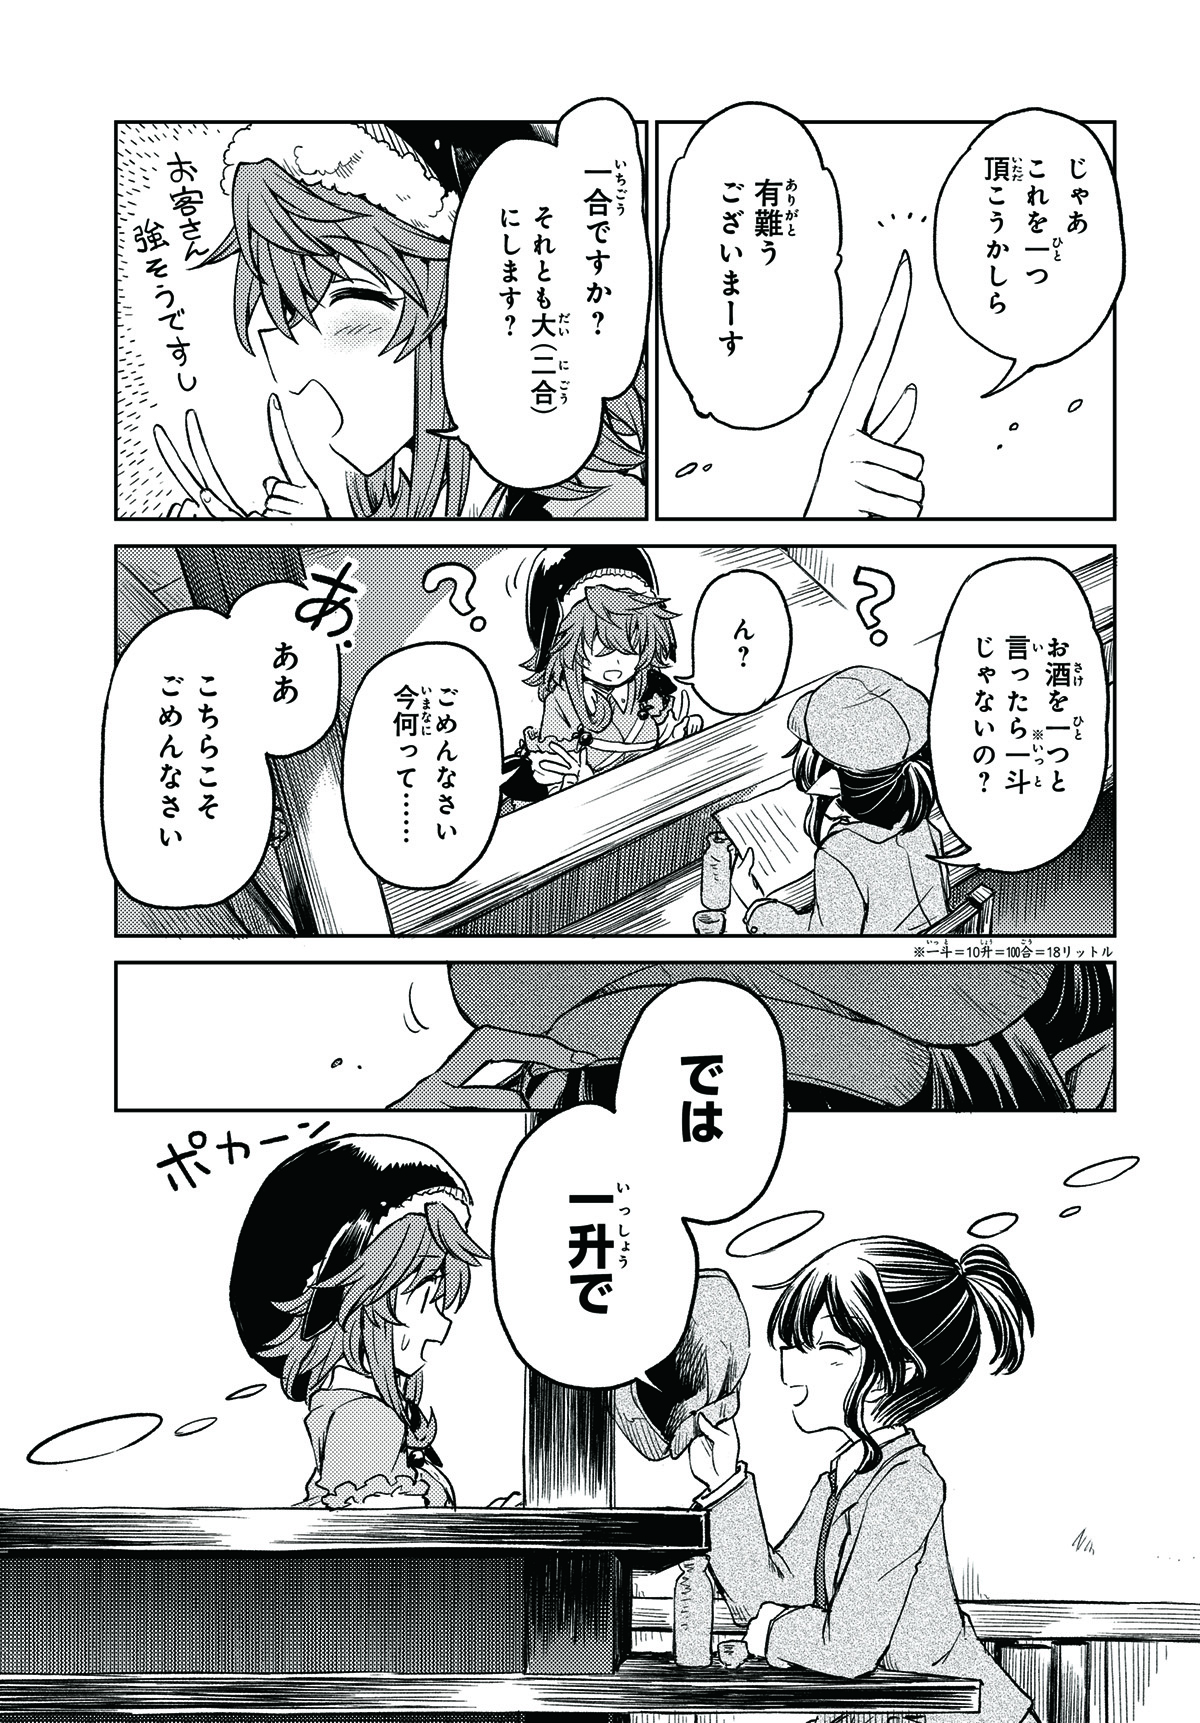 じゃあ
これを一つ
頂こうかしら
有難う
ございまーす
一合ですか?
それとも大(二合)
にします?
お客さん
強そうですし
お酒を一つと
言ったら一斗
じゃないの?
?
ん?
?
ごめんなさい
今何って……
あ、
ああ
こちらこそ
ごめんなさい
※一斗=10升=100合=18リットル
では
一升で
ポカーン